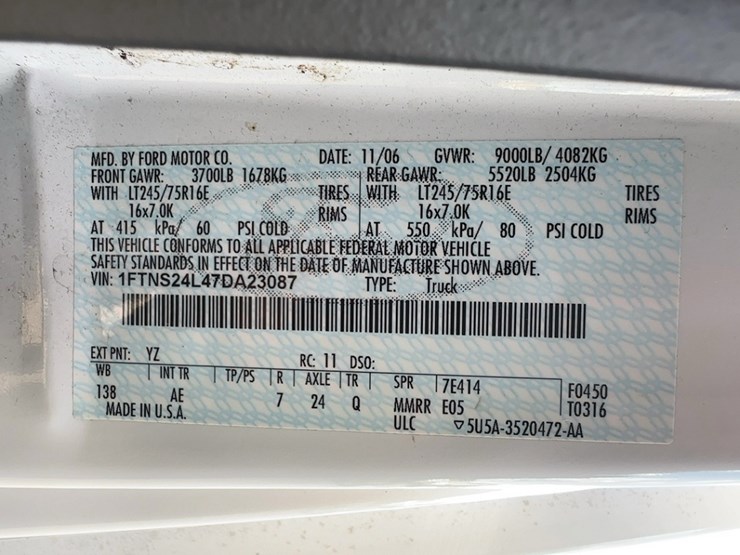 MFD. BY FORD MOTOR CO. DATE: 11/06 GVWR: 9000LB/ 4082KG
FRONT GAWR: 3700LB 1678KG REAR GAWR: 5520LB 2504KG
WITH LT245/75R16E TIRES WITH LT245/75R16E TIRES
16x7.0K RIMS 16x7.0K RIMS
AT 415 kPa/ 60 PSI COLD AT 550 kPa/ 80 PSI COLD
THIS VEHICLE CONFORMS TO ALL APPLICABLE FEDERAL MOTOR VEHICLE
SAFETY STANDARDS IN EFFECT ON THE DATE OF MANUFACTURE SHOWN ABOVE.
VIN: 1FTNS24L47DA23087 TYPE: Truck
EXT PNT: YZ RC: 11 DSO:
WB INT TR TP/PS R AXLE TR SPR 7E414 F0450
138 AE 7 24 Q MMRR E05 T0316
MADE IN U.S.A. ULC ▽5U5A-3520472-AA